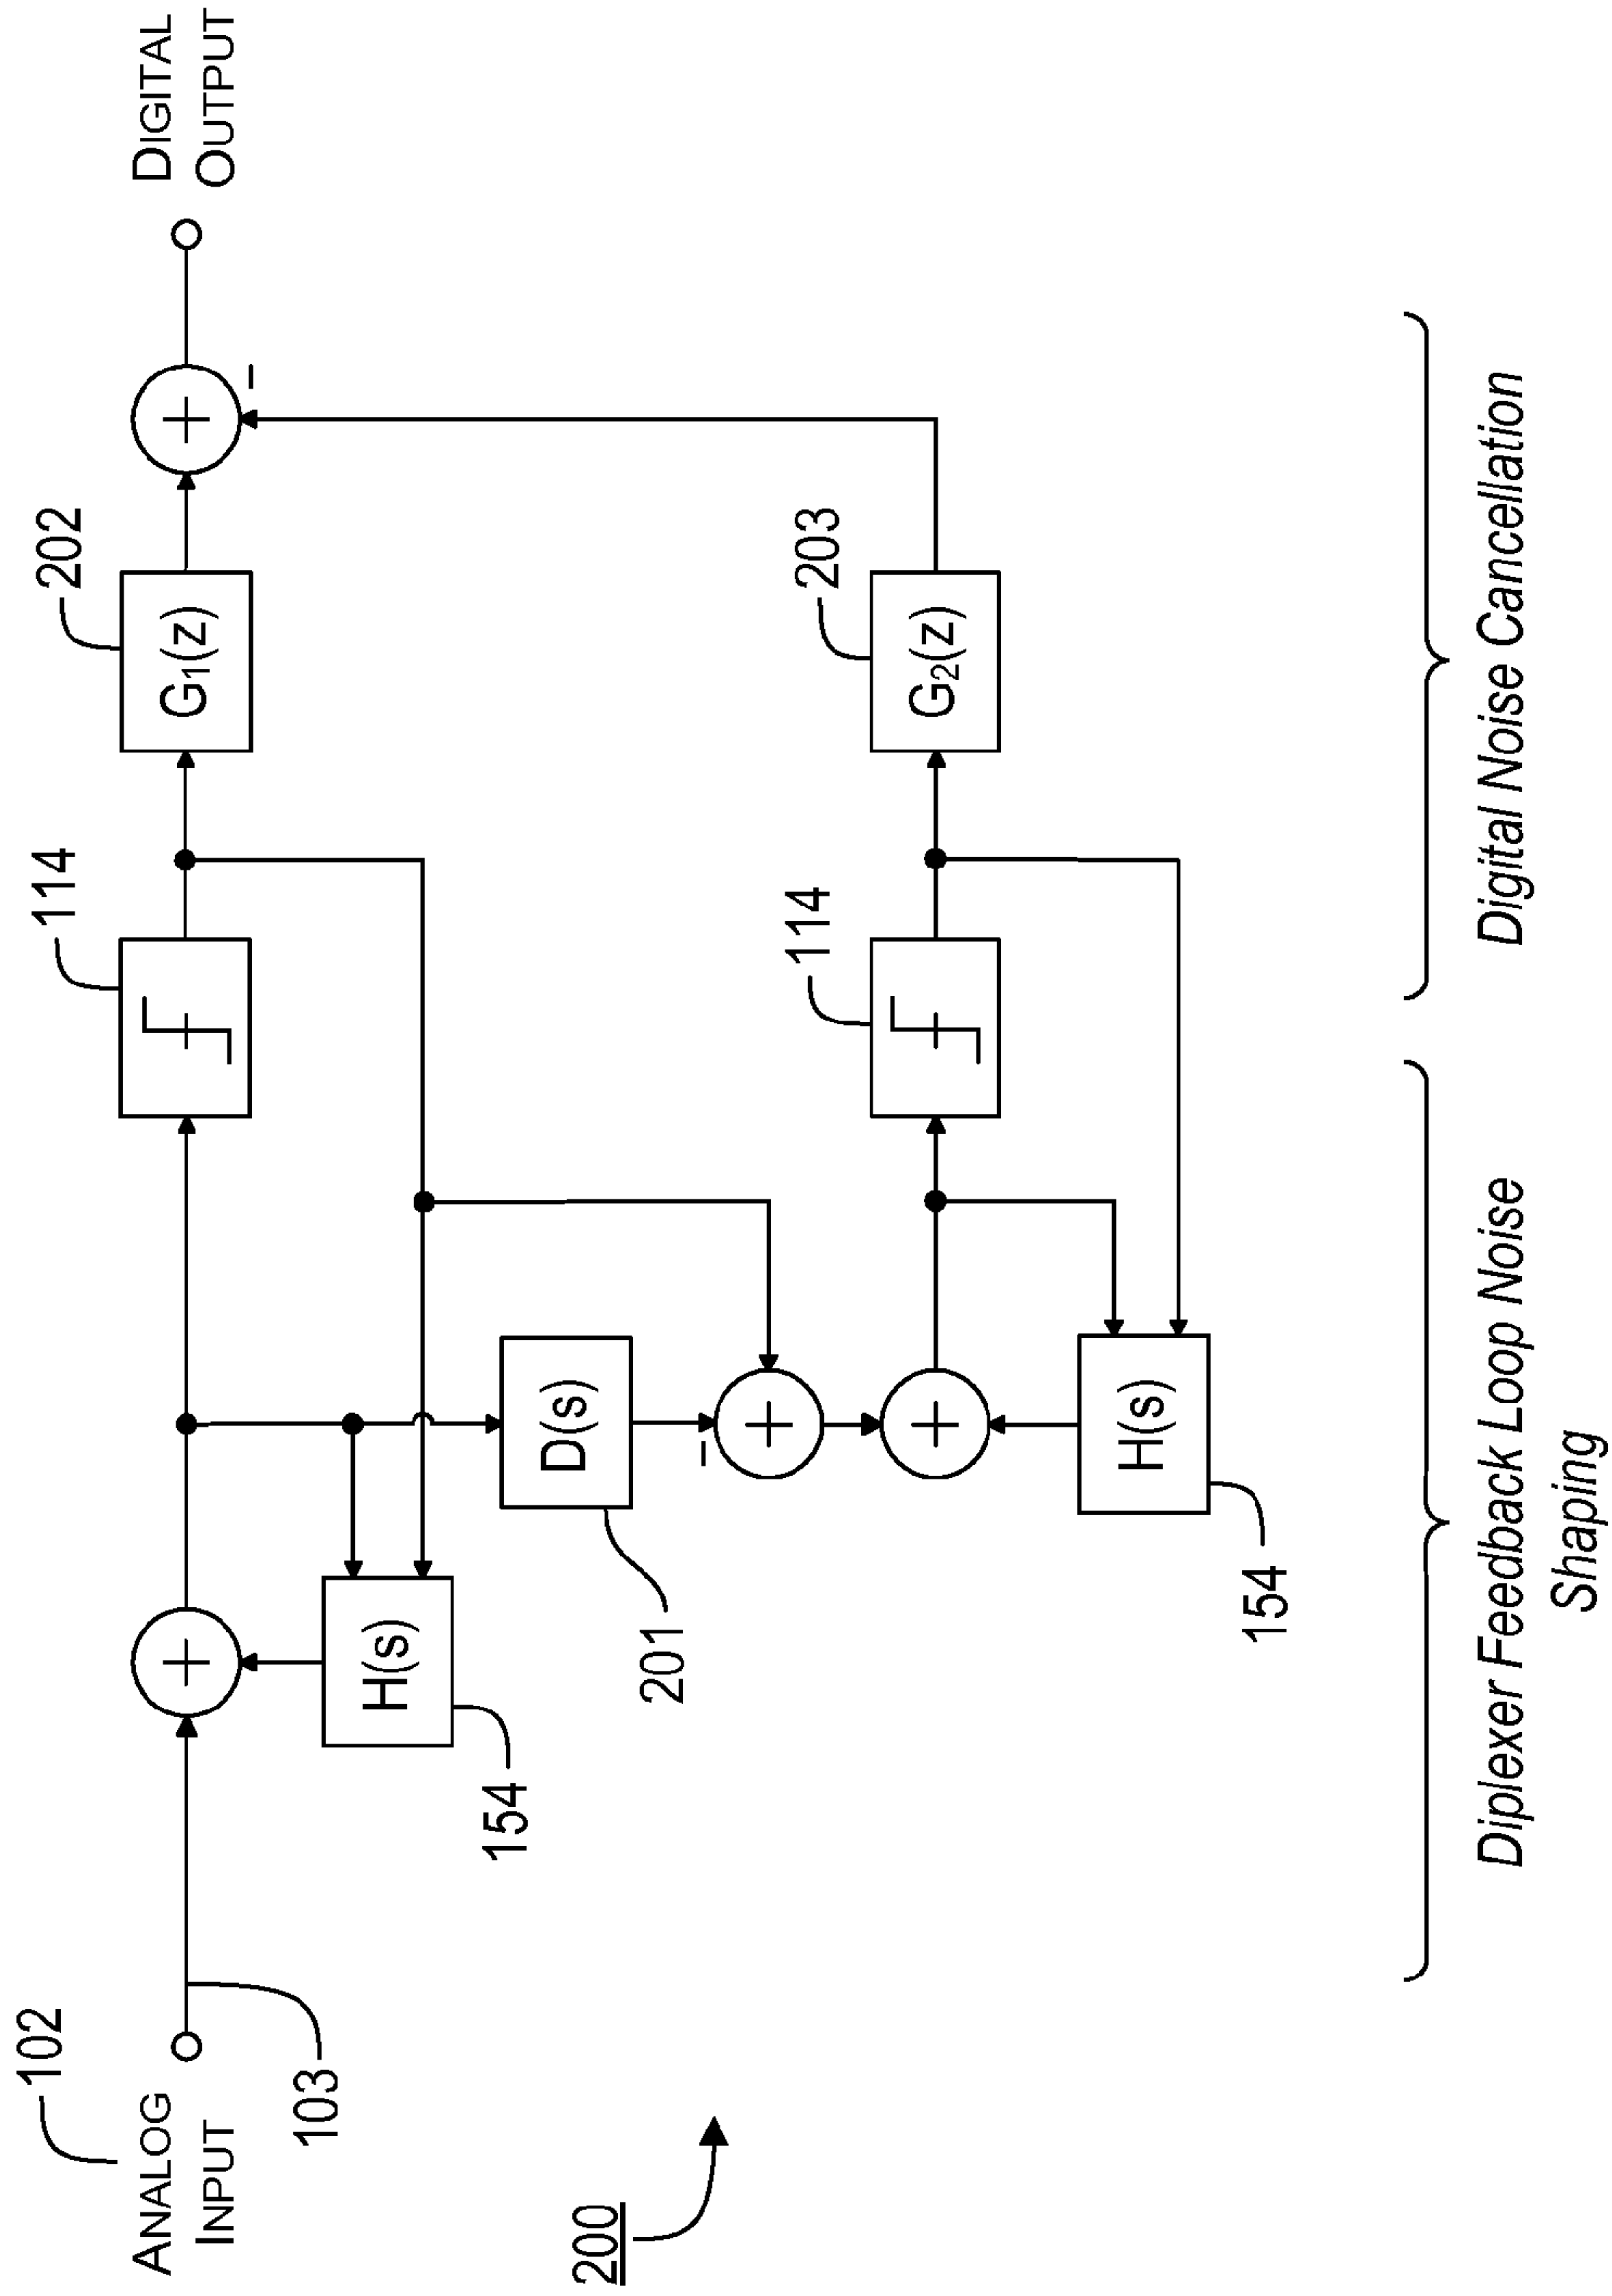 102
ANALOG
INPUT
103
114
202
DIGITAL
OUTPUT
G1(z)
H(s)
154
D(s)
201
114
203
G2(z)
H(s)
154
200
Diplexer Feedback Loop Noise
Shaping
Digital Noise Cancellation